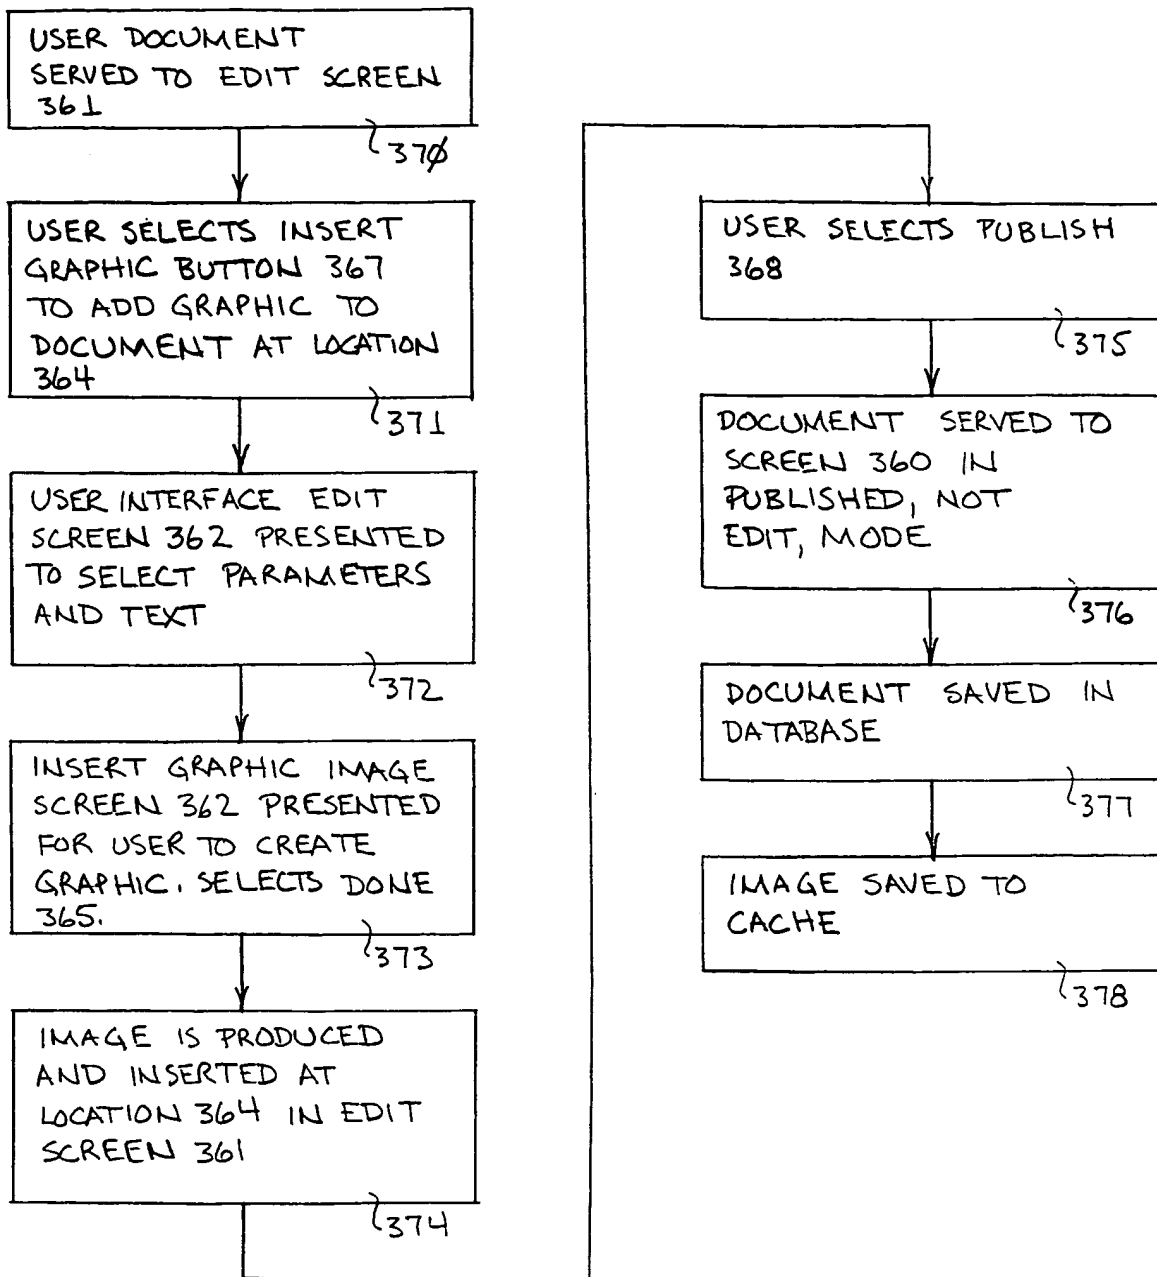 USER DOCUMENT
SERVED TO EDIT SCREEN
361
370
USER SELECTS INSERT
GRAPHIC BUTTON 367
TO ADD GRAPHIC TO
DOCUMENT AT LOCATION
364
371
USER INTERFACE EDIT
SCREEN 362 PRESENTED
TO SELECT PARAMETERS
AND TEXT
372
INSERT GRAPHIC IMAGE
SCREEN 362 PRESENTED
FOR USER TO CREATE
GRAPHIC. SELECTS DONE
365.
373
IMAGE IS PRODUCED
AND INSERTED AT
LOCATION 364 IN EDIT
SCREEN 361
374
USER SELECTS PUBLISH
368
375
DOCUMENT SERVED TO
SCREEN 360 IN
PUBLISHED, NOT
EDIT, MODE
376
DOCUMENT SAVED IN
DATABASE
377
IMAGE SAVED TO
CACHE
378